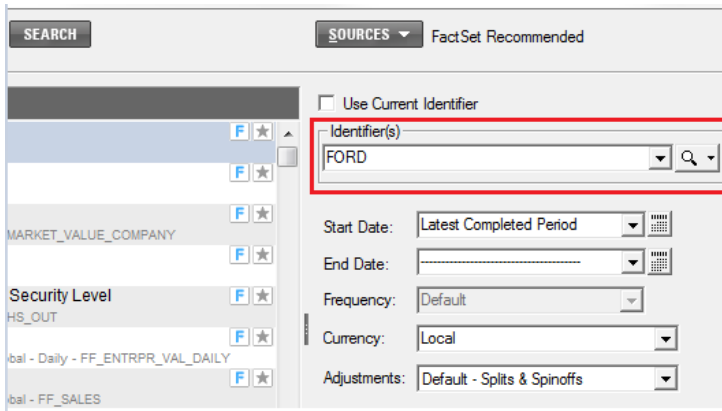 SEARCH
SOURCES FactSet Recommended
Use Current Identifier
Identifier(s)
FORD
F
F
F
MARKET_VALUE_COMPANY
F
Security Level F
HS_OUT
F
bal - Daily - FF_ENTRPR_VAL_DAILY
F
bal - FF_SALES
Start Date: Latest Completed Period
End Date: ----------------------------------------
Frequency: Default
Currency: Local
Adjustments: Default - Splits & Spinoffs